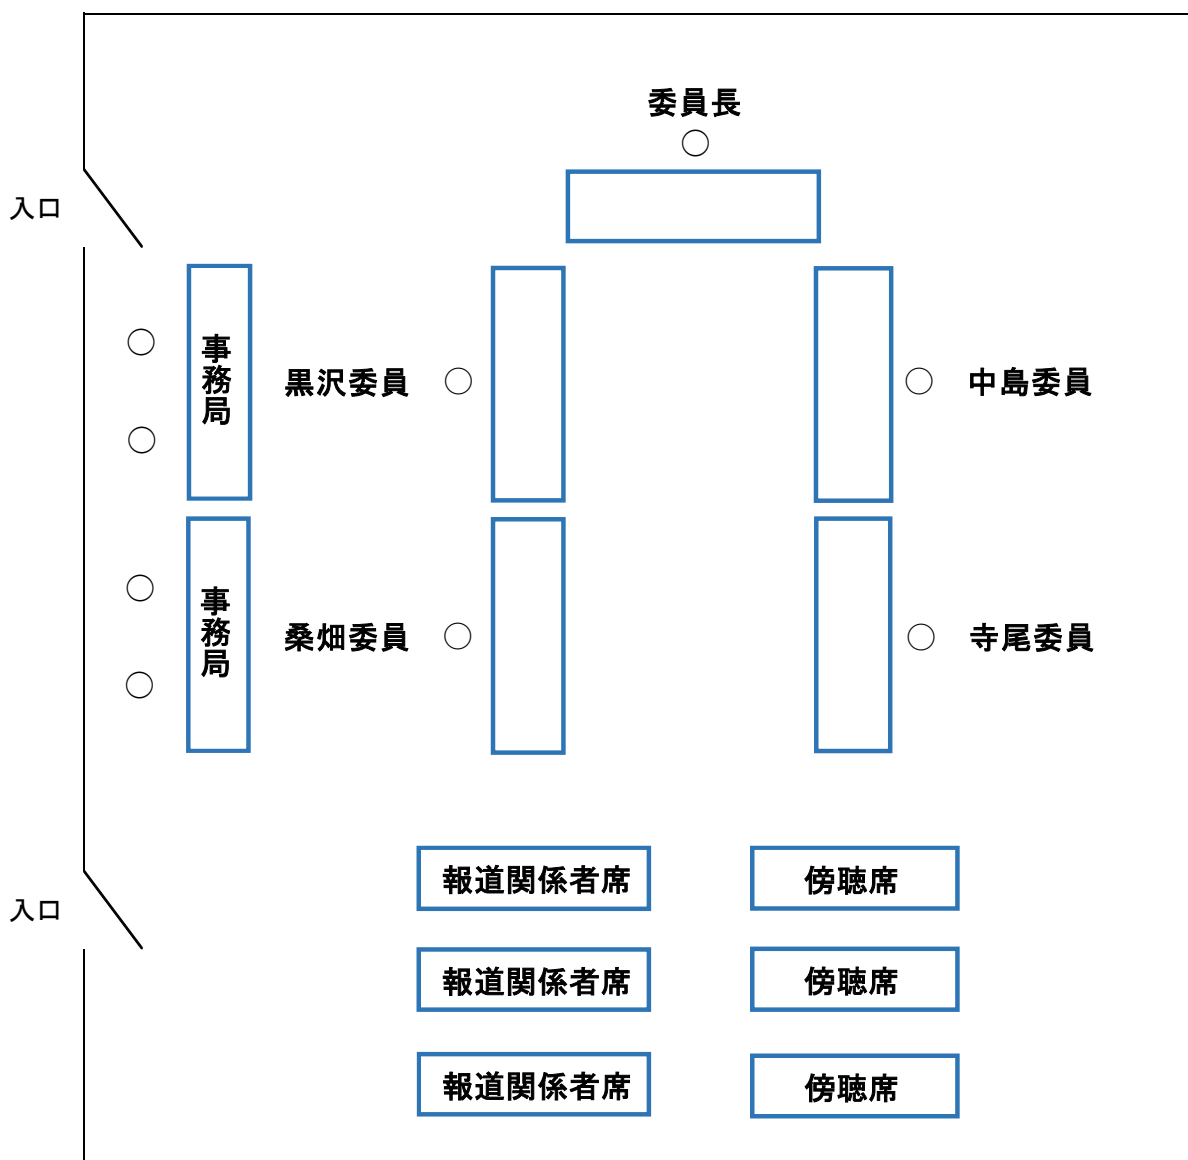 委員長
入口
事務局
黒沢委員
中島委員
事務局
桑畑委員
寺尾委員
報道関係者席
傍聴席
入口
報道関係者席
傍聴席
報道関係者席
傍聴席